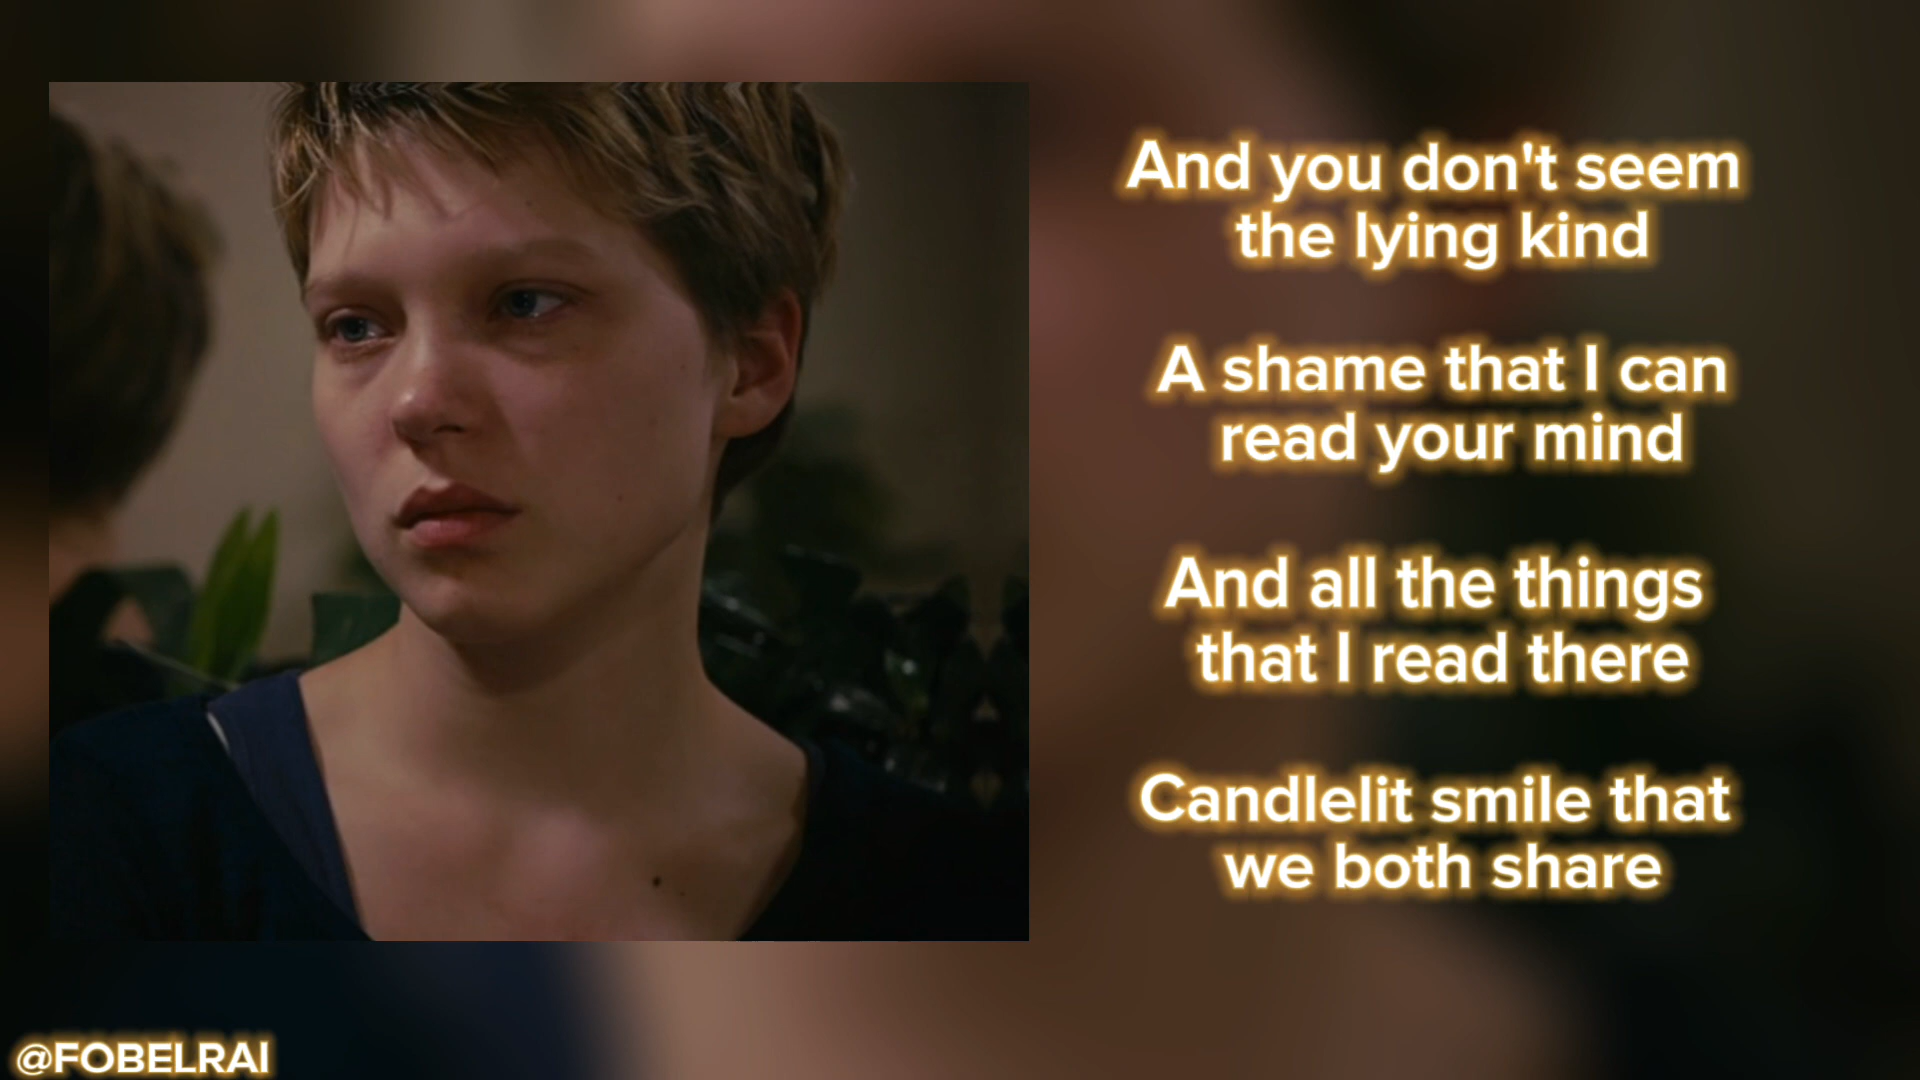 And you don't seem
the lying kind
A shame that I can
read your mind
And all the things
that I read there
Candlelit smile that
we both share
@FOBELRAI